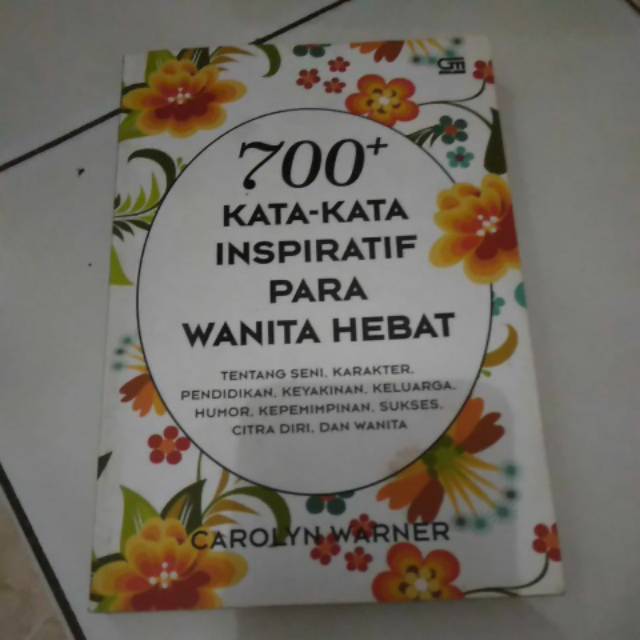 700+
KATA-KATA
INSPIRATIF
PARA
WANITA HEBAT
TENTANG SENI, KARAKTER,
PENDIDIKAN, KEYAKINAN, KELUARGA,
HUMOR, KEPEMIMPINAN, SUKSES,
CITRA DIRI, DAN WANITA
CAROLYN WARNER